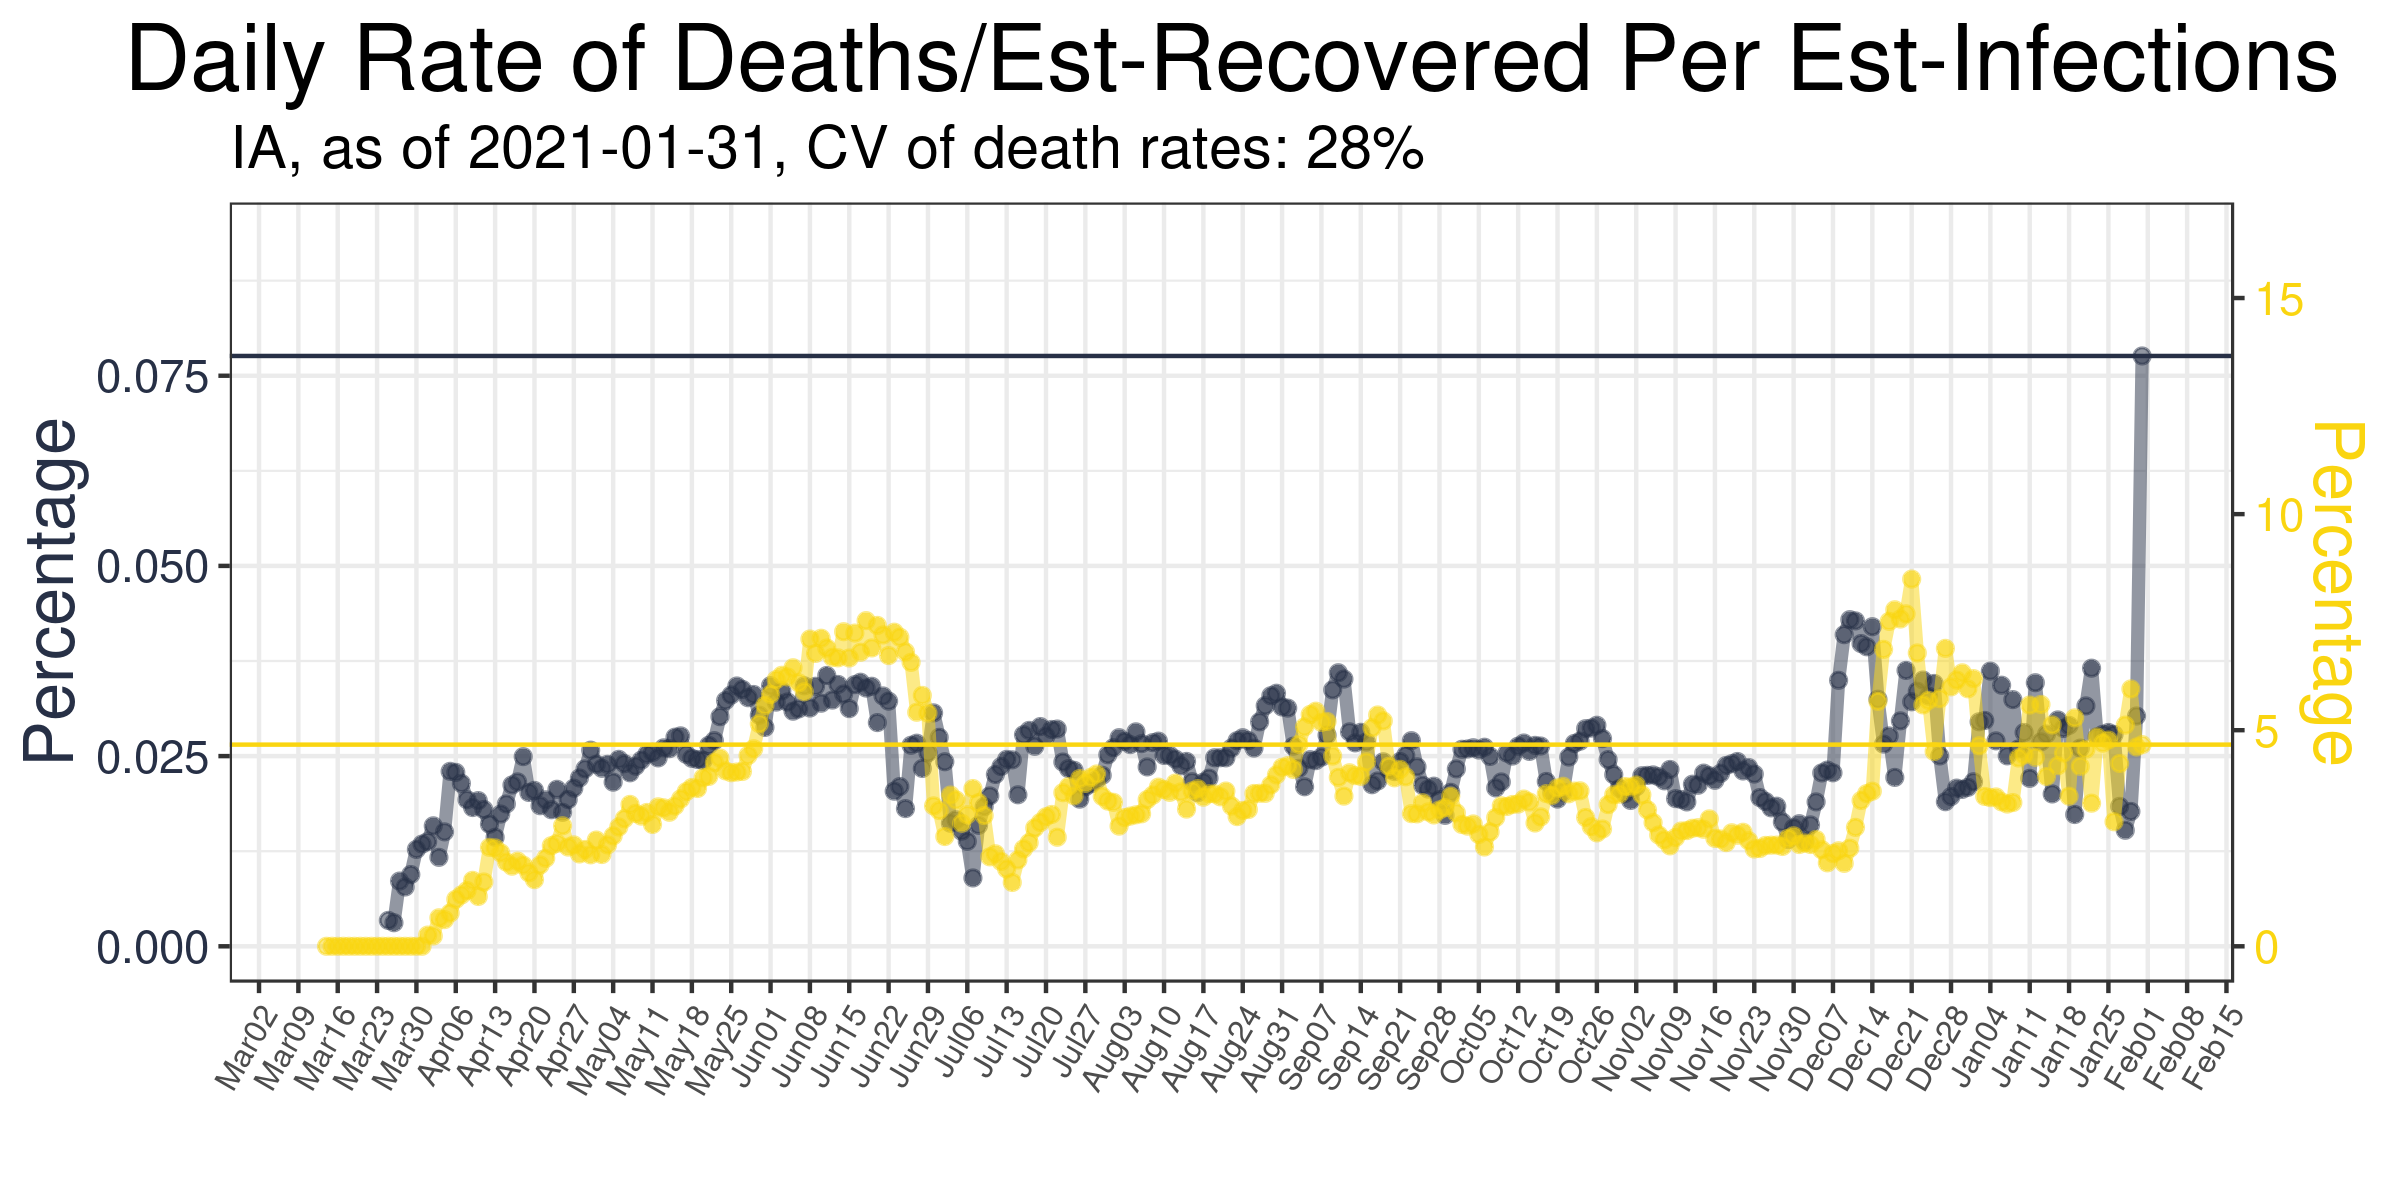 Daily Rate of Deaths/Est-Recovered Per Est-Infections
IA, as of 2021-01-31, CV of death rates: 28%
Percentage
0.075
0.050
0.025
0.000
15
10
5
0
Percentage
Mar02
Mar09
Mar16
Mar23
Mar30
Apr06
Apr13
Apr20
Apr27
May04
May11
May18
May25
Jun01
Jun08
Jun15
Jun22
Jun29
Jul06
Jul13
Jul20
Jul27
Aug03
Aug10
Aug17
Aug24
Aug31
Sep07
Sep14
Sep21
Sep28
Oct05
Oct12
Oct19
Oct26
Nov02
Nov09
Nov16
Nov23
Nov30
Dec07
Dec14
Dec21
Dec28
Jan04
Jan11
Jan18
Jan25
Feb01
Feb08
Feb15